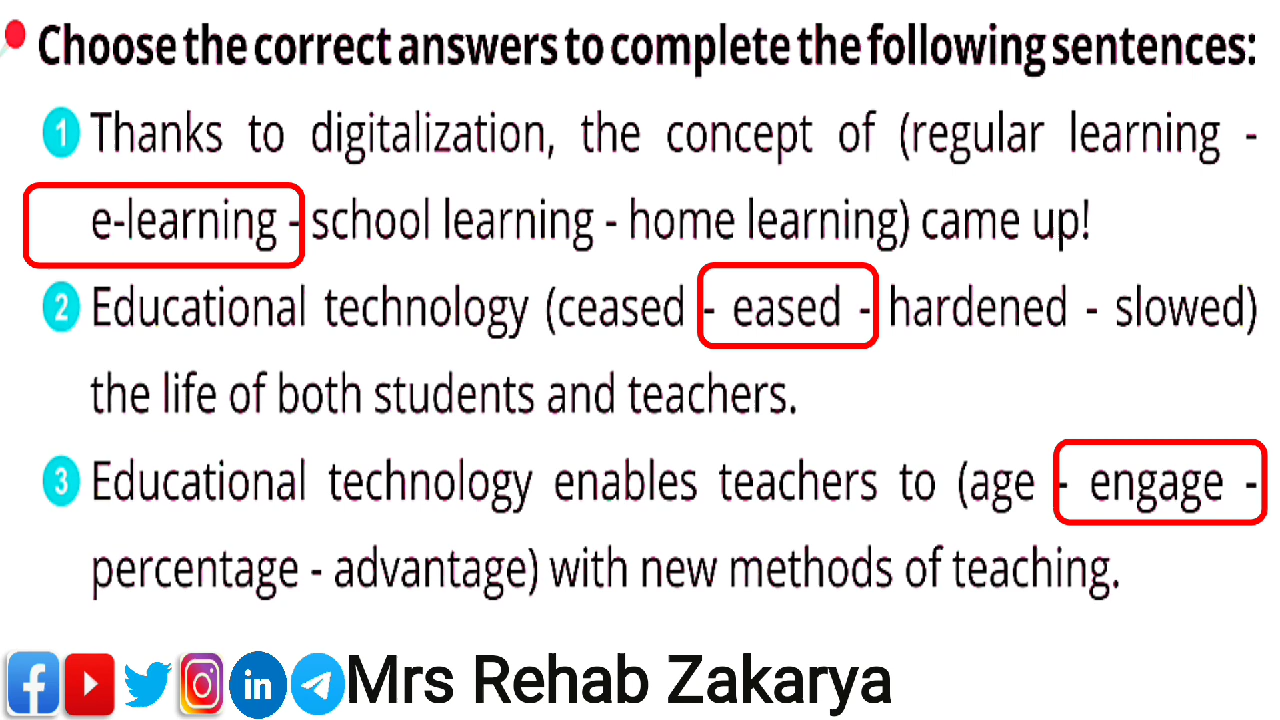 Choose the correct answers to complete the following sentences:
1 Thanks to digitalization, the concept of (regular learning -
e-learning - school learning - home learning) came up!
2 Educational technology (ceased - eased - hardened - slowed)
the life of both students and teachers.
3 Educational technology enables teachers to (age - engage -
percentage - advantage) with new methods of teaching.
Mrs Rehab Zakarya